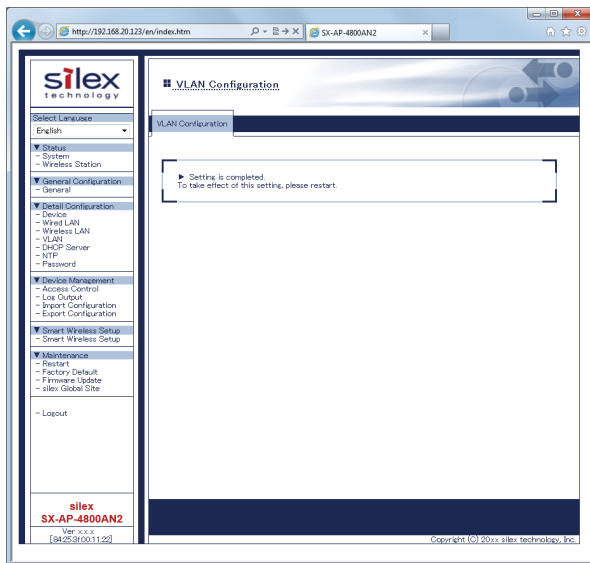 http://192.168.20.123/en/index.htm
SX-AP-4800AN2
silex
technology
Select Language
English
▼ Status
- System
- Wireless Station
▼ General Configuration
- General
▼ Detail Configuration
- Device
- Wired LAN
- Wireless LAN
- VLAN
- DHCP Server
- NTP
- Password
▼ Device Management
- Access Control
- Log Output
- Import Configuration
- Export Configuration
▼ Smart Wireless Setup
- Smart Wireless Setup
▼ Maintenance
- Restart
- Factory Default
- Firmware Update
- silex Global Site
- Logout
silex
SX-AP-4800AN2
Ver x.x.x
[84:25:3f:00:11:22]
VLAN Configuration
VLAN Configuration
► Setting is completed.
To take effect of this setting, please restart.
Copyright (C) 20xx silex technology, Inc.